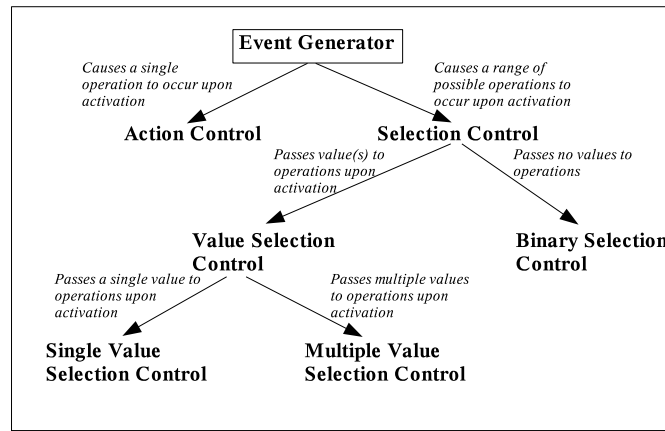 Event Generator
Causes a single
operation to occur upon
activation
Causes a range of
possible operations to
occur upon activation
Action Control
Selection Control
Passes value(s) to
operations upon
activation
Passes no values to
operations
Value Selection
Control
Binary Selection
Control
Passes a single value to
operations upon
activation
Passes multiple values
to operations upon
activation
Single Value
Selection Control
Multiple Value
Selection Control